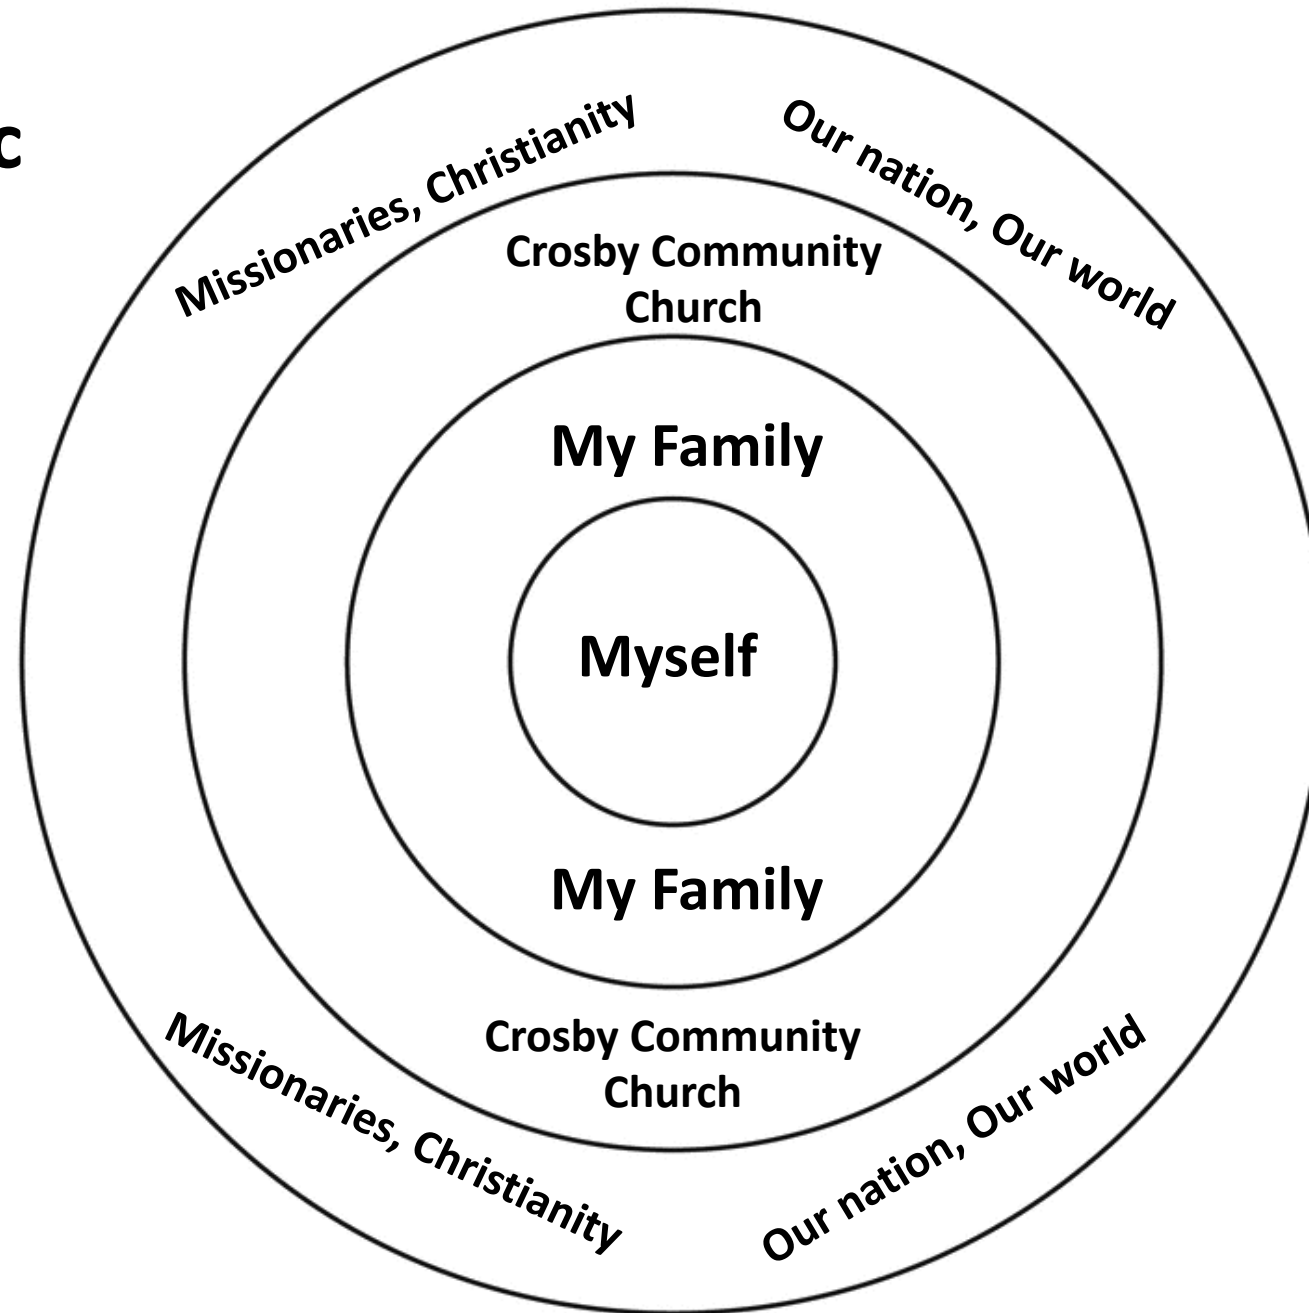 c
Missionaries, Christianity
Our nation, Our world
Crosby Community
Church
My Family
Myself
My Family
Crosby Community
Church
Missionaries, Christianity
Our nation, Our world